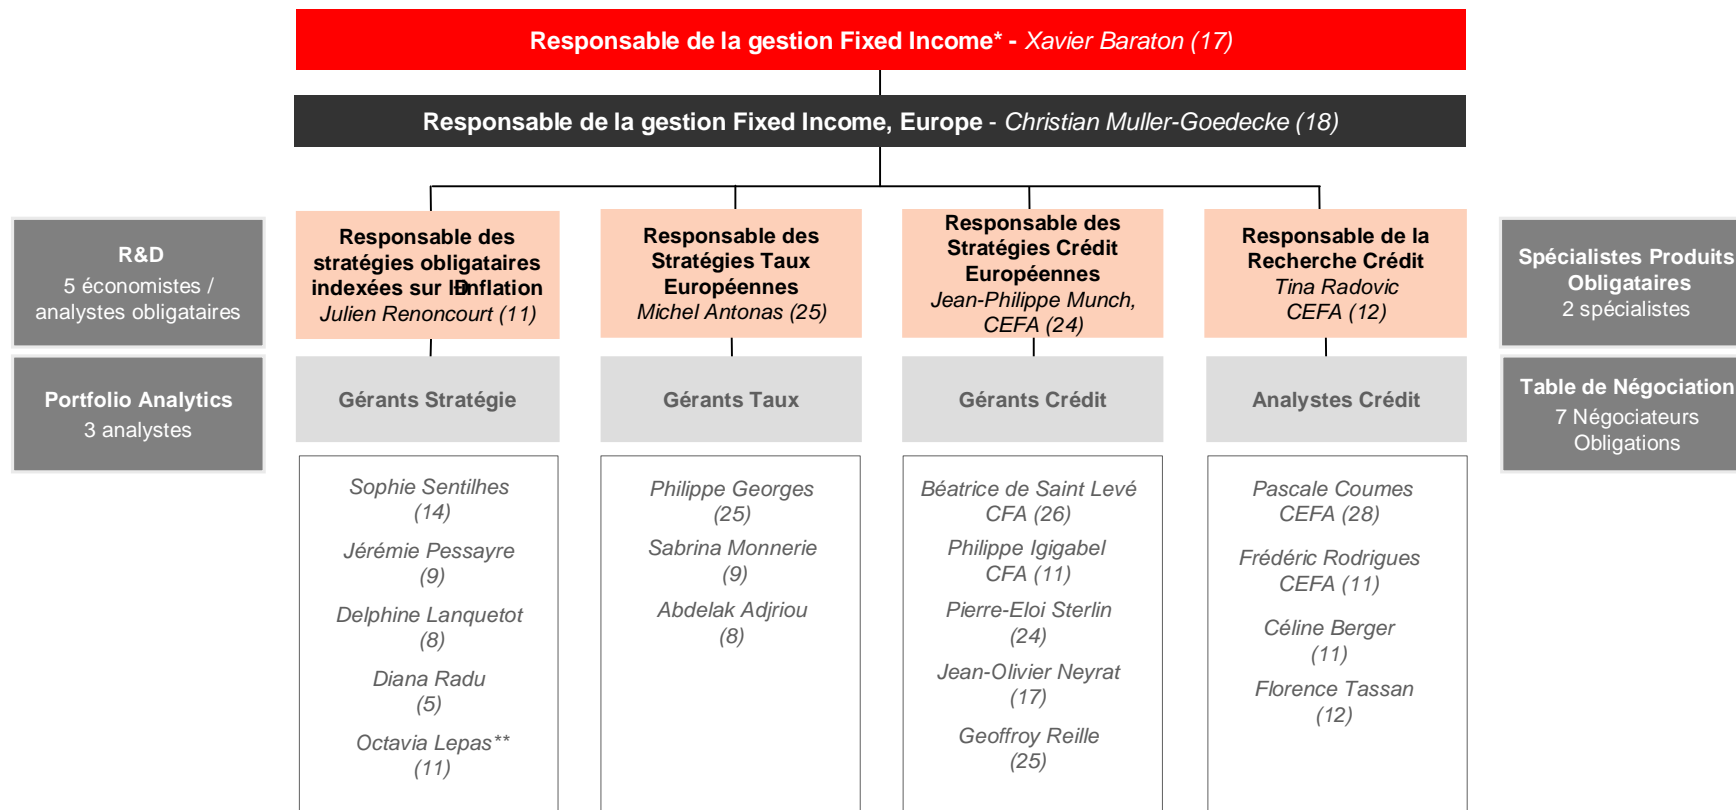 Responsable de la gestion Fixed Income* - Xavier Baraton (17)
Responsable de la gestion Fixed Income, Europe - Christian Muller-Goedecke (18)
R&D
5 économistes /
analystes obligataires
Portfolio Analytics
3 analystes
Responsable des
stratégies obligataires
indexées sur inflation
Julien Renoncourt (11)
Gérants Stratégie
Sophie Sentilhes
(14)
Jérémie Pessayre
(9)
Delphine Lanquetot
(8)
Diana Radu
(5)
Octavia Lepas**
(11)
Responsable des
Stratégies Taux
Européennes
Michel Antonas (25)
Gérants Taux
Philippe Georges
(25)
Sabrina Monnerie
(9)
Abdelak Adjriou
(8)
Responsable des
Stratégies Crédit
Européennes
Jean-Philippe Munch,
CEFA (24)
Gérants Crédit
Béatrice de Saint Levé
CFA (26)
Philippe Igigabel
CFA (11)
Pierre-Eloi Sterlin
(24)
Jean-Olivier Neyrat
(17)
Geoffroy Reille
(25)
Responsable de la
Recherche Crédit
Tina Radovic
CEFA (12)
Analystes Crédit
Pascale Coumes
CEFA (28)
Frédéric Rodrigues
CEFA (11)
Céline Berger
(11)
Florence Tassan
(12)
Spécialistes Produits
Obligataires
2 spécialistes
Table de Négociation
7 Négociateurs
Obligations